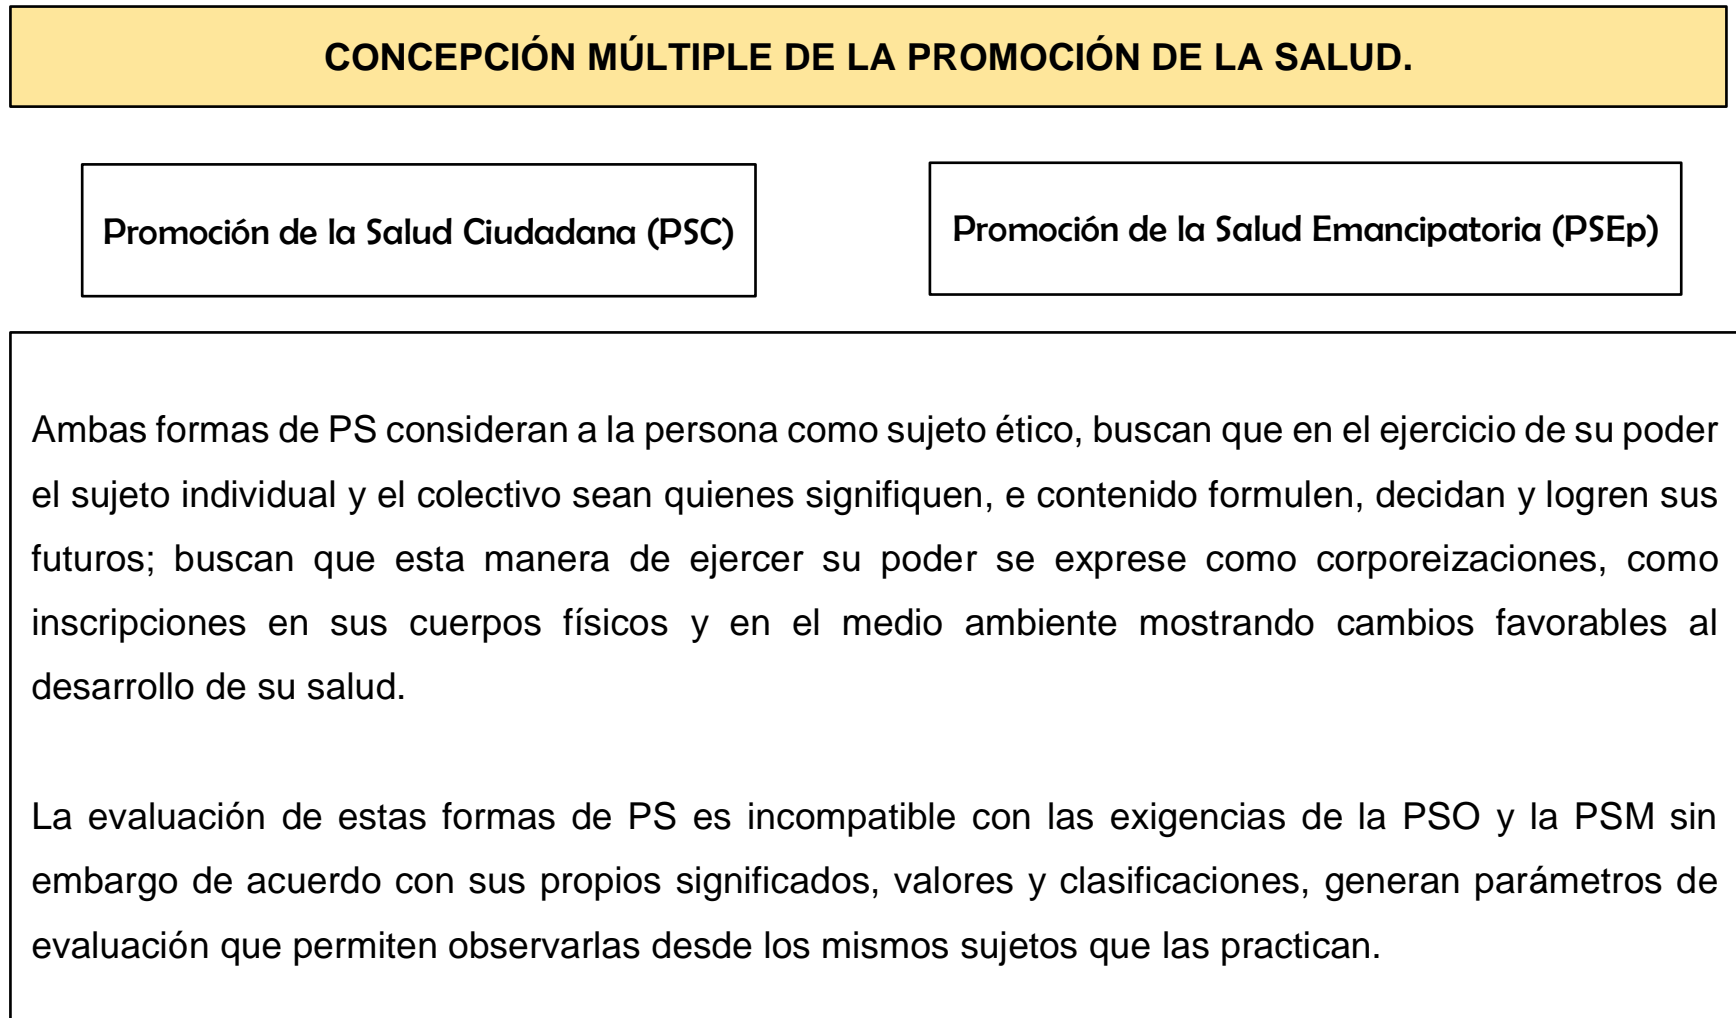 CONCEPCIÓN MÚLTIPLE DE LA PROMOCIÓN DE LA SALUD.
Promoción de la Salud Ciudadana (PSC)
Promoción de la Salud Emancipatoria (PSEp)
Ambas formas de PS consideran a la persona como sujeto ético, buscan que en el ejercicio de su poder
el sujeto individual y el colectivo sean quienes signifiquen, e contenido formulen, decidan y logren sus
futuros; buscan que esta manera de ejercer su poder se exprese como corporeizaciones, como
inscripciones en sus cuerpos físicos y en el medio ambiente mostrando cambios favorables al
desarrollo de su salud.
La evaluación de estas formas de PS es incompatible con las exigencias de la PSO y la PSM sin
embargo de acuerdo con sus propios significados, valores y clasificaciones, generan parámetros de
evaluación que permiten observarlas desde los mismos sujetos que las practican.